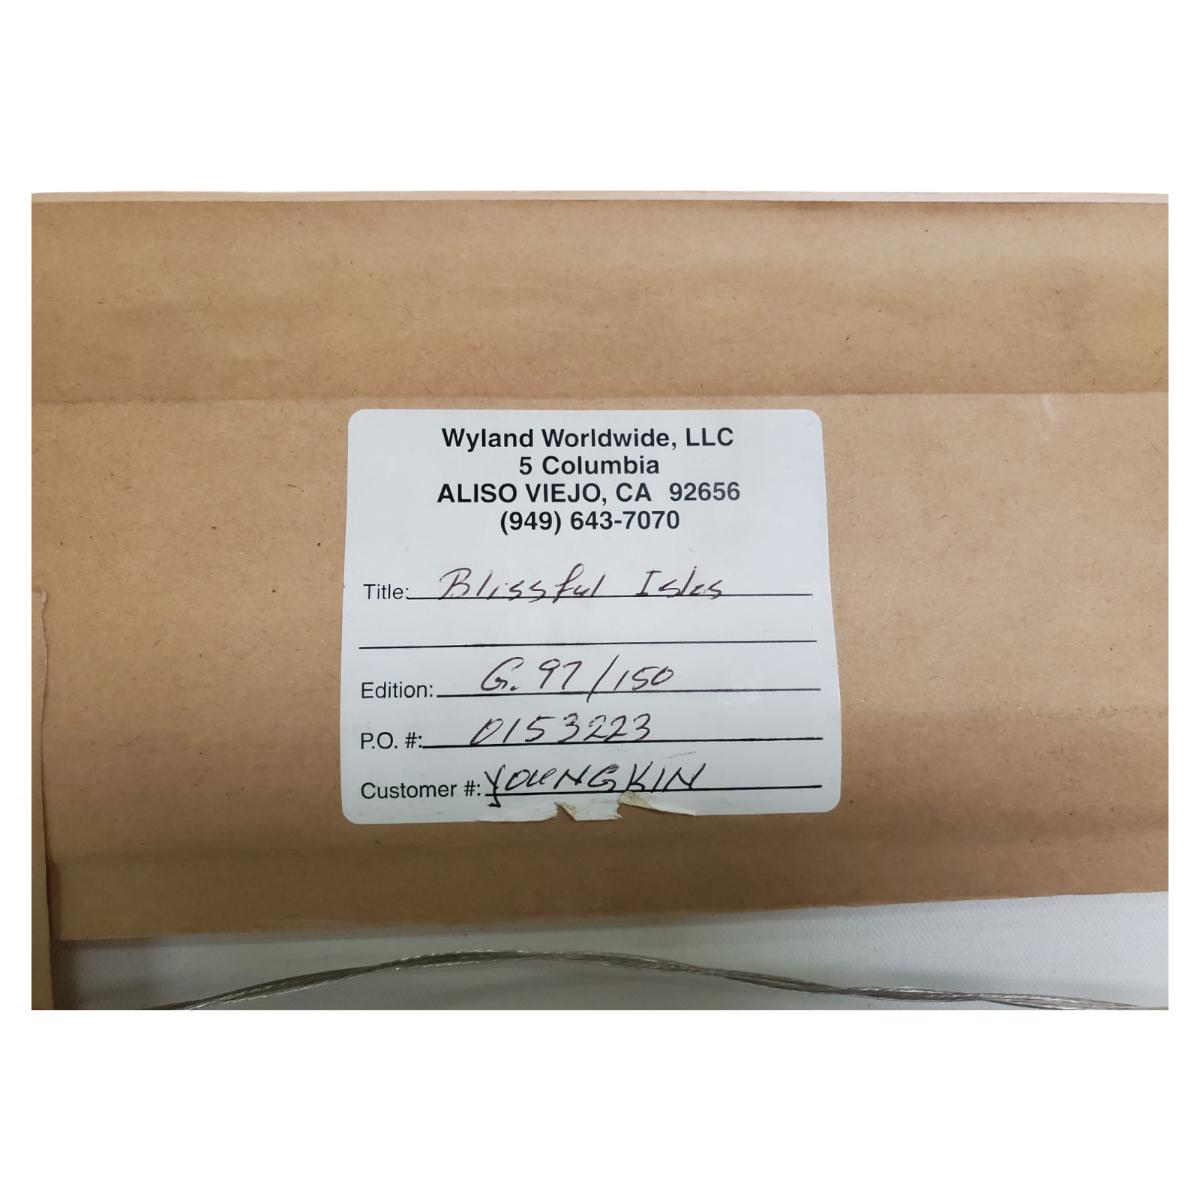 Wyland Worldwide, LLC
5 Columbia
ALISO VIEJO, CA 92656
(949) 643-7070
Title: Blissful Isles
Edition: G. 97/150
P.O. #: 0153223
Customer #: YOUNGKIN